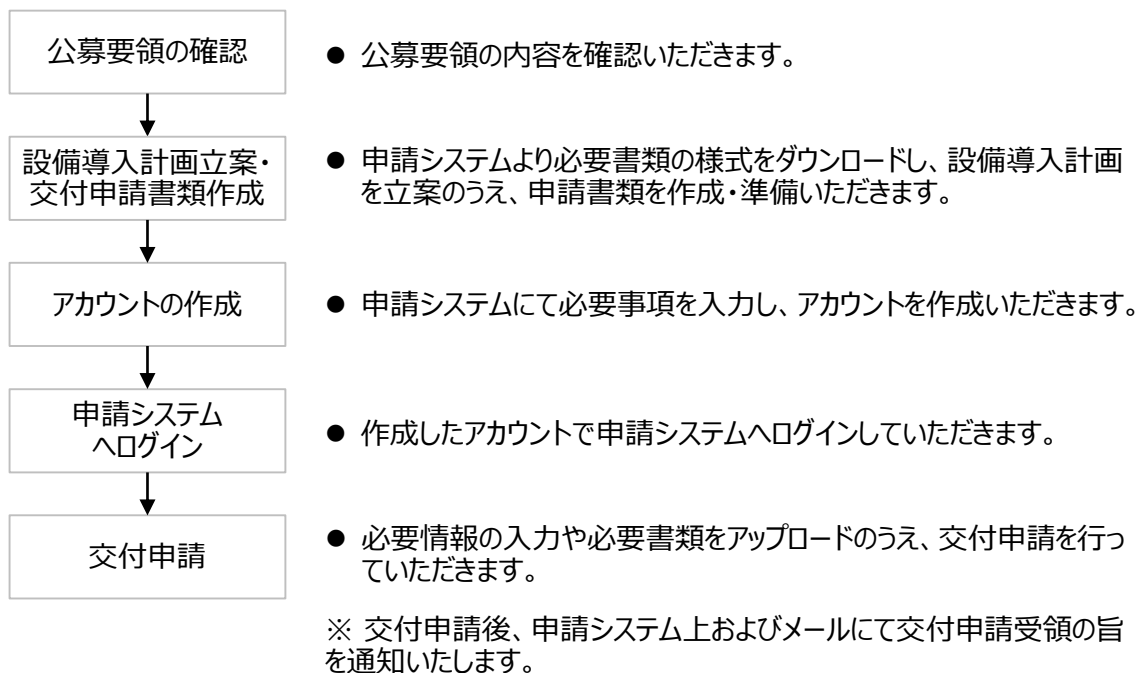 公募要領の確認
● 公募要領の内容を確認いただきます。
設備導入計画立案・
交付申請書類作成
● 申請システムより必要書類の様式をダウンロードし、設備導入計画
を立案のうえ、申請書類を作成・準備いただきます。
アカウントの作成
● 申請システムにて必要事項を入力し、アカウントを作成いただきます。
申請システム
へログイン
● 作成したアカウントで申請システムへログインしていただきます。
交付申請
● 必要情報の入力や必要書類をアップロードのうえ、交付申請を行っ
ていただきます。
※ 交付申請後、申請システム上およびメールにて交付申請受領の旨
を通知いたします。